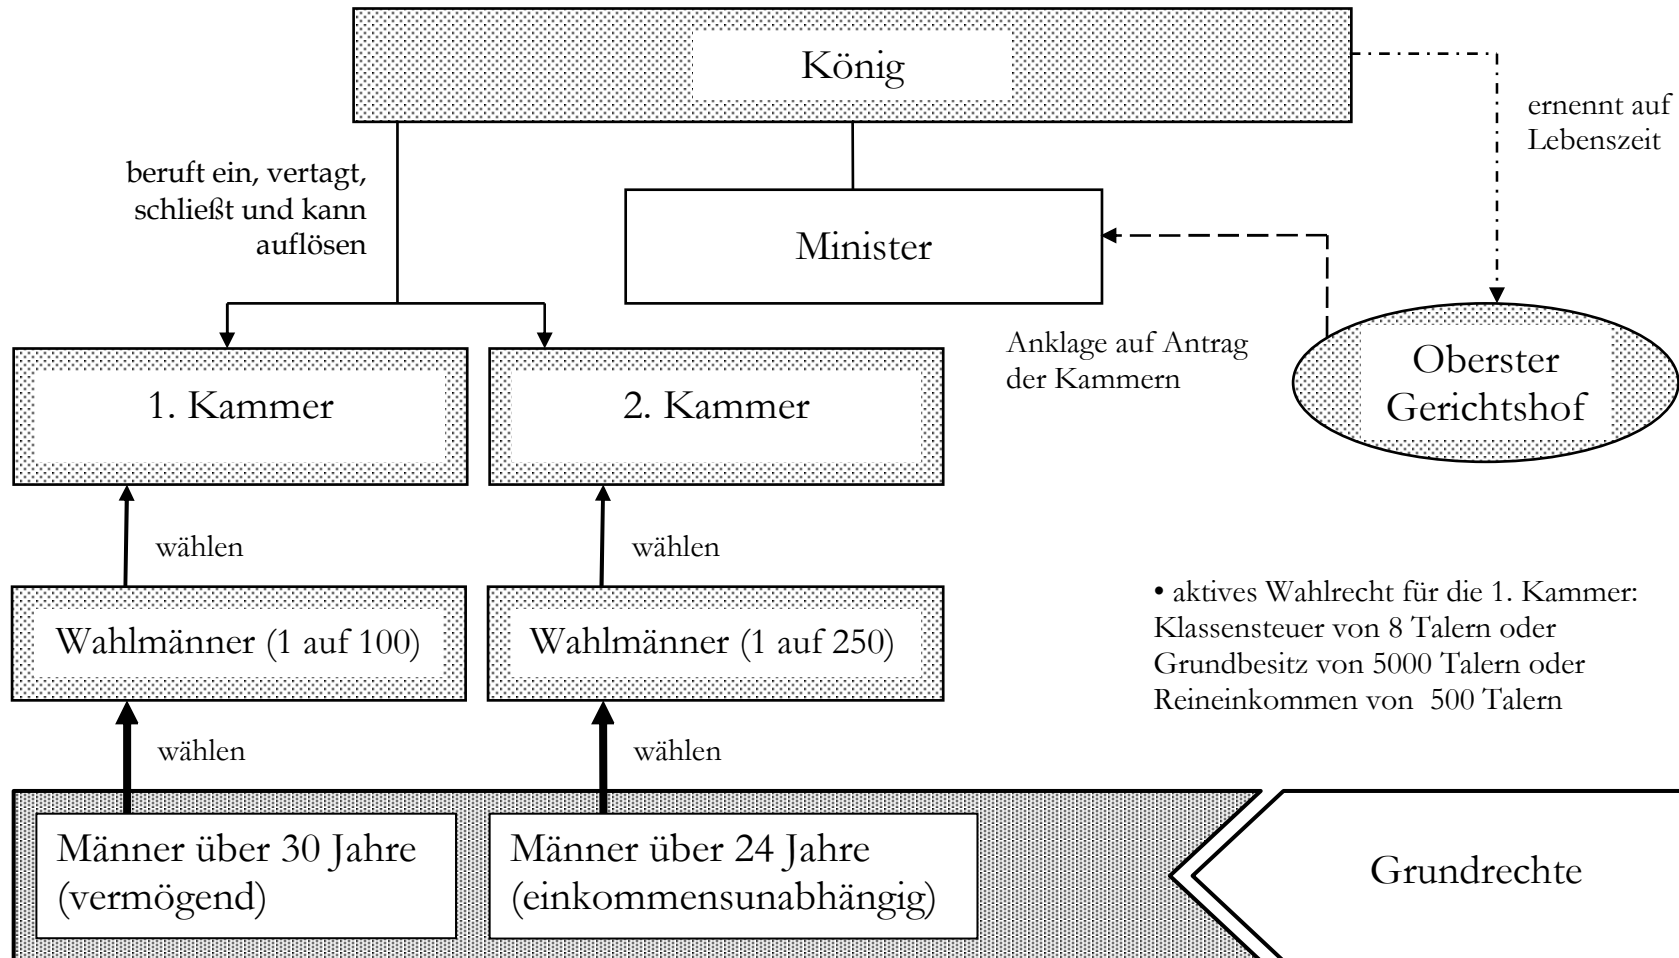 König
ernennt auf
Lebenszeit
beruft ein, vertagt,
schließt und kann
auflösen
Minister
Anklage auf Antrag
der Kammern
Oberster
Gerichtshof
1. Kammer
2. Kammer
wählen
wählen
Wahlmänner (1 auf 100)
Wahlmänner (1 auf 250)
• aktives Wahlrecht für die 1. Kammer:
Klassensteuer von 8 Talern oder
Grundbesitz von 5000 Talern oder
Reineinkommen von 500 Talern
wählen
wählen
Männer über 30 Jahre
(vermögend)
Männer über 24 Jahre
(einkommensunabhängig)
Grundrechte